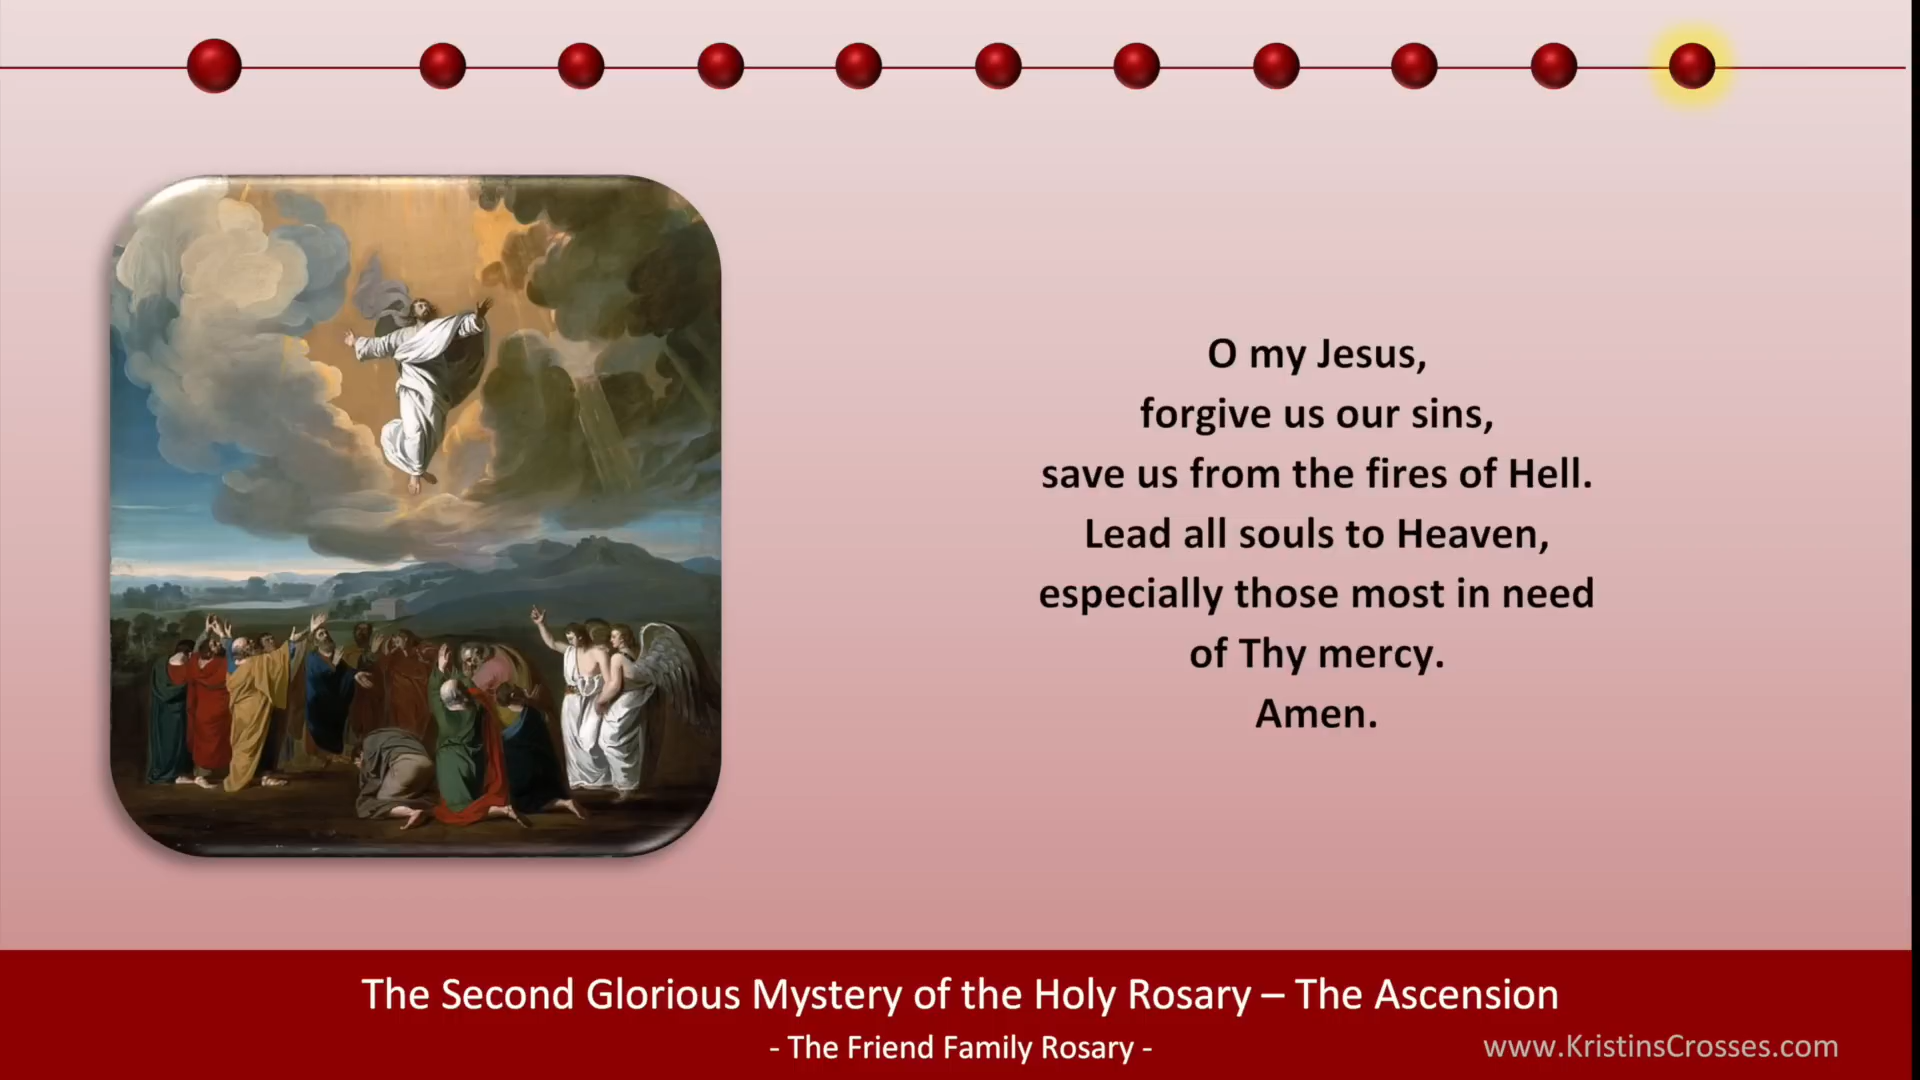 O my Jesus,
forgive us our sins,
save us from the fires of Hell.
Lead all souls to Heaven,
especially those most in need
of Thy mercy.
Amen.
The Second Glorious Mystery of the Holy Rosary – The Ascension
- The Friend Family Rosary -
www.KristinsCrosses.com